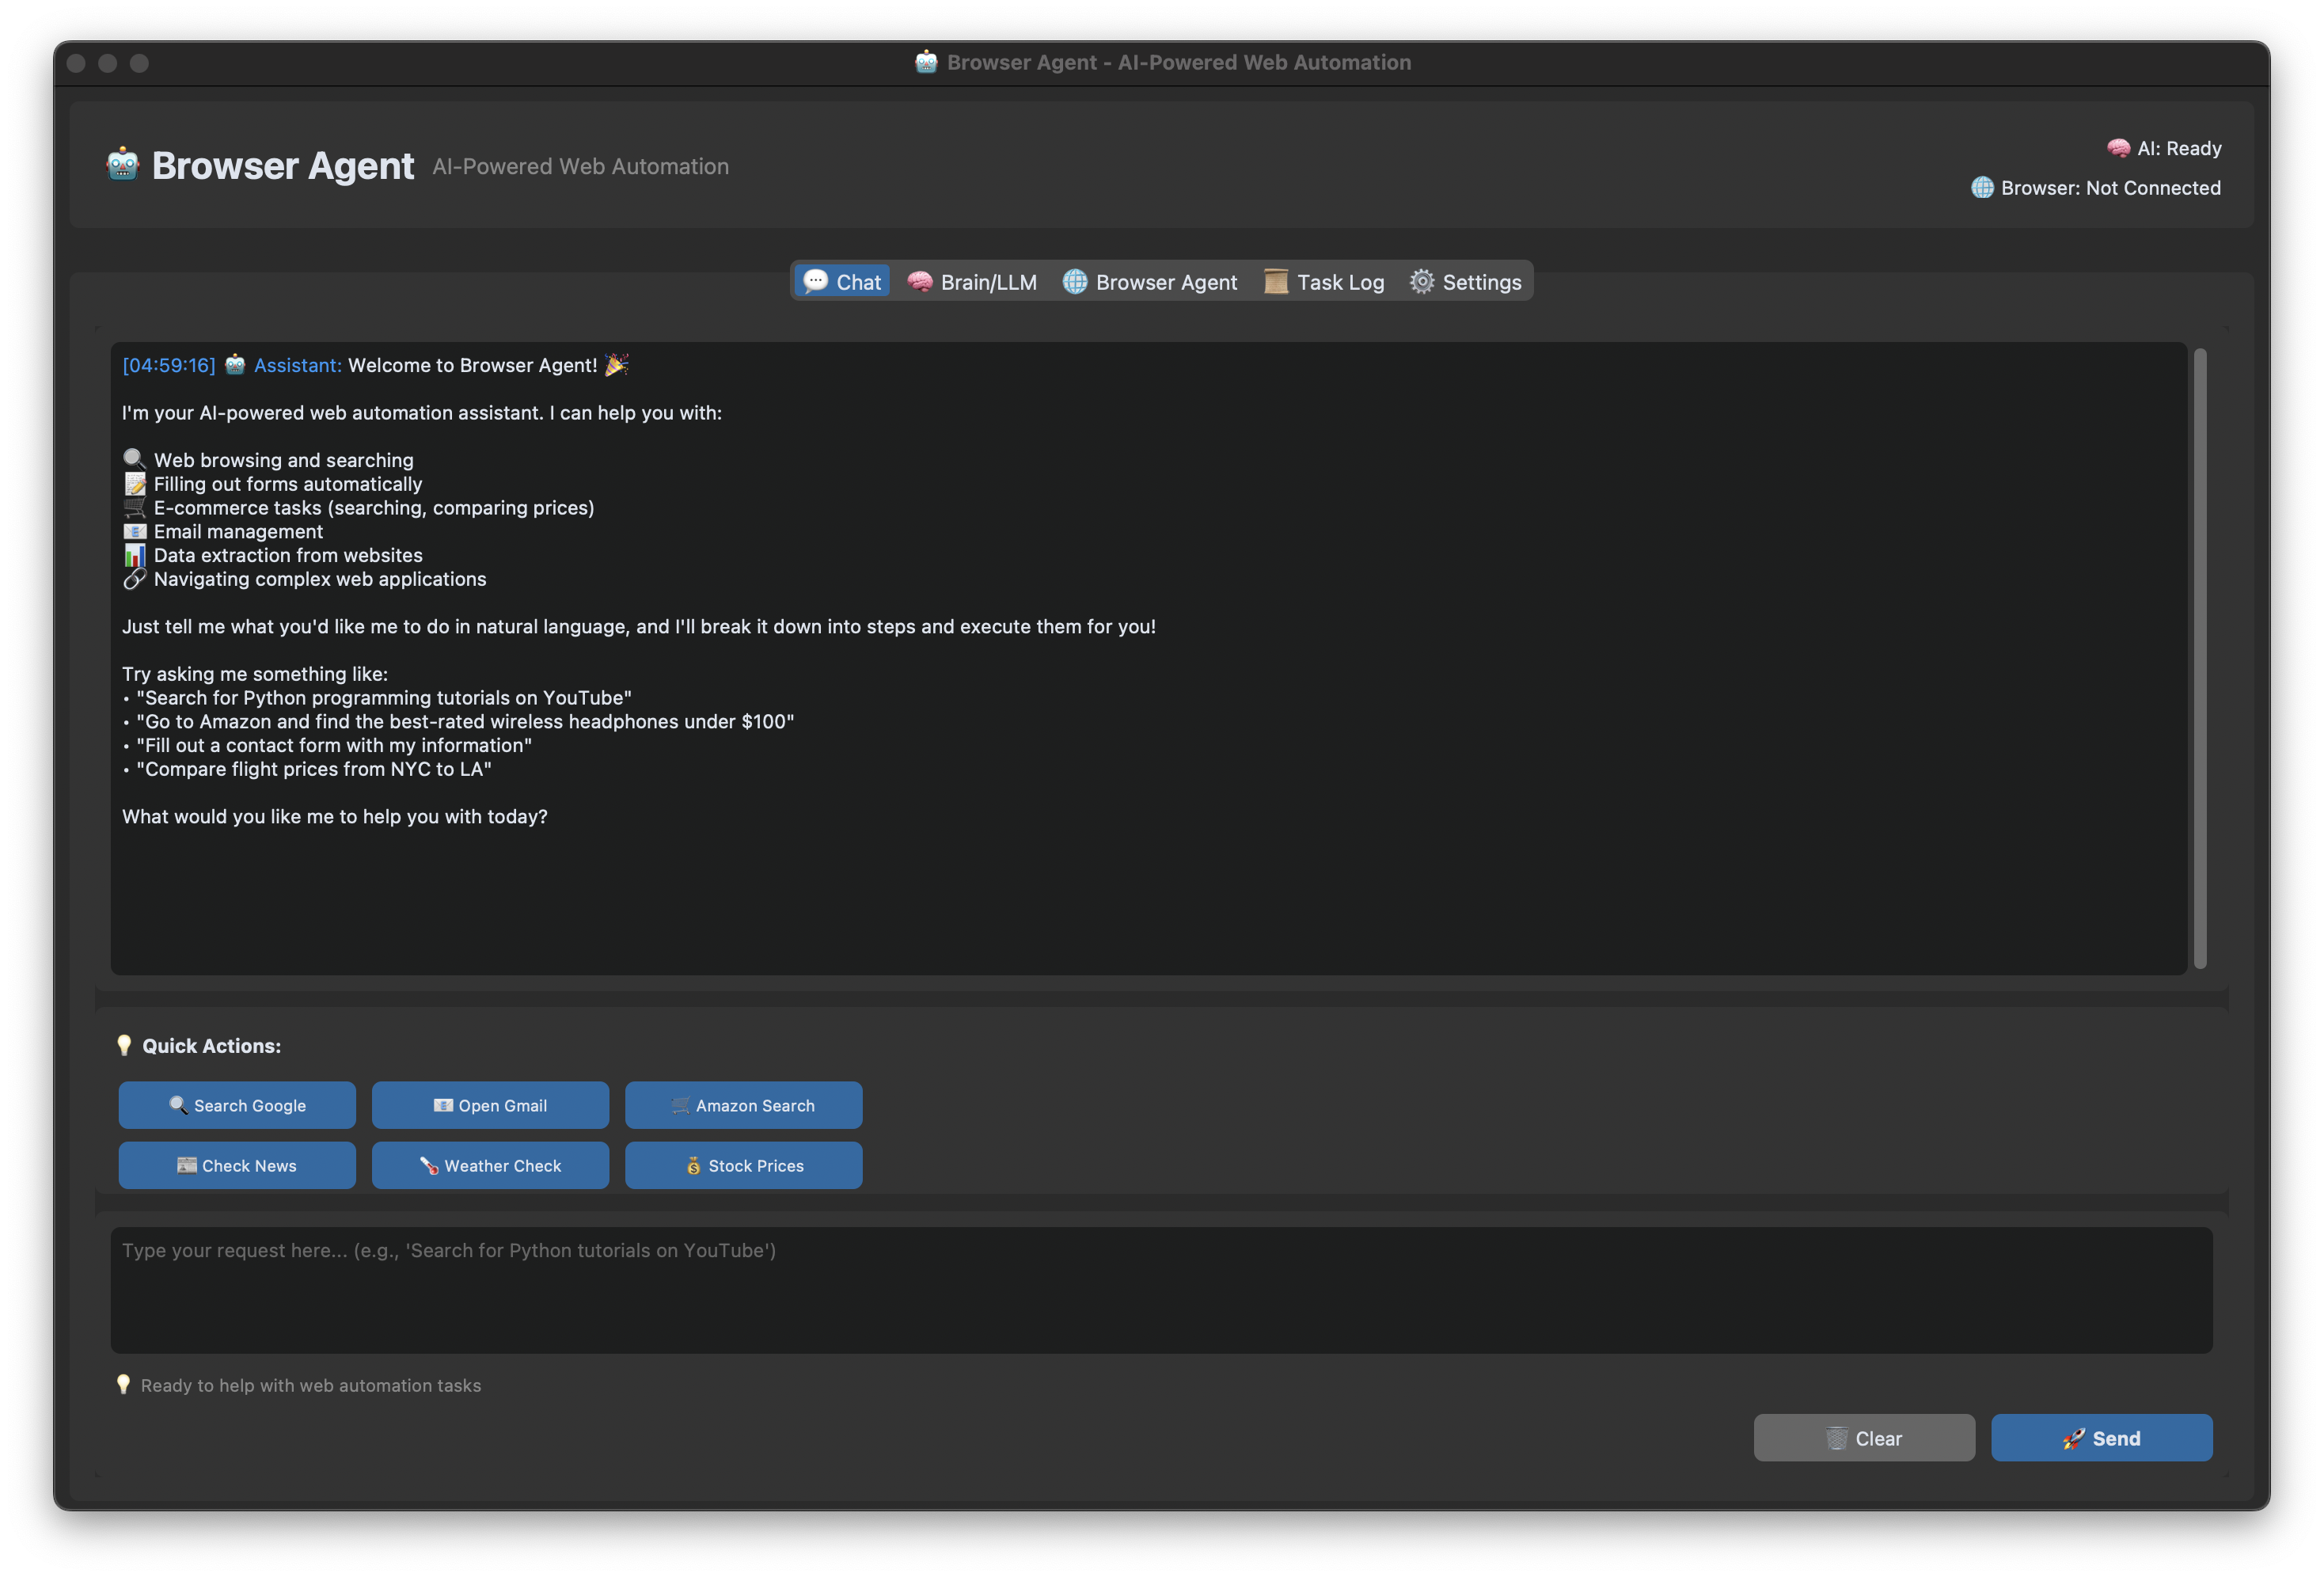 🤖 Browser Agent - AI-Powered Web Automation
🤖 Browser Agent AI-Powered Web Automation
🧠 AI: Ready
🌐 Browser: Not Connected
💬 Chat 🧠 Brain/LLM 🌐 Browser Agent 📜 Task Log ⚙️ Settings
[04:59:16] 🤖 Assistant: Welcome to Browser Agent! 🎉
I'm your AI-powered web automation assistant. I can help you with:
🔍 Web browsing and searching
📝 Filling out forms automatically
🛒 E-commerce tasks (searching, comparing prices)
📧 Email management
📊 Data extraction from websites
🔗 Navigating complex web applications
Just tell me what you'd like me to do in natural language, and I'll break it down into steps and execute them for you!
Try asking me something like:
• "Search for Python programming tutorials on YouTube"
• "Go to Amazon and find the best-rated wireless headphones under $100"
• "Fill out a contact form with my information"
• "Compare flight prices from NYC to LA"
What would you like me to help you with today?
💡 Quick Actions:
🔍 Search Google 📧 Open Gmail 🛒 Amazon Search
📰 Check News 🌡️ Weather Check 💰 Stock Prices
Type your request here... (e.g., 'Search for Python tutorials on YouTube')
💡 Ready to help with web automation tasks
🗑️ Clear 🚀 Send